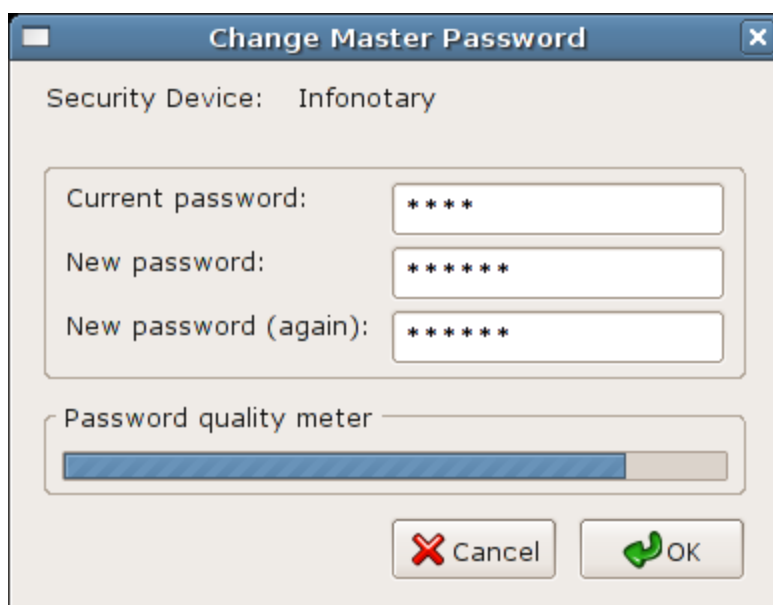 Change Master Password
Security Device: Infonotary
Current password: ****
New password: ******
New password (again): ******
Password quality meter
Cancel OK